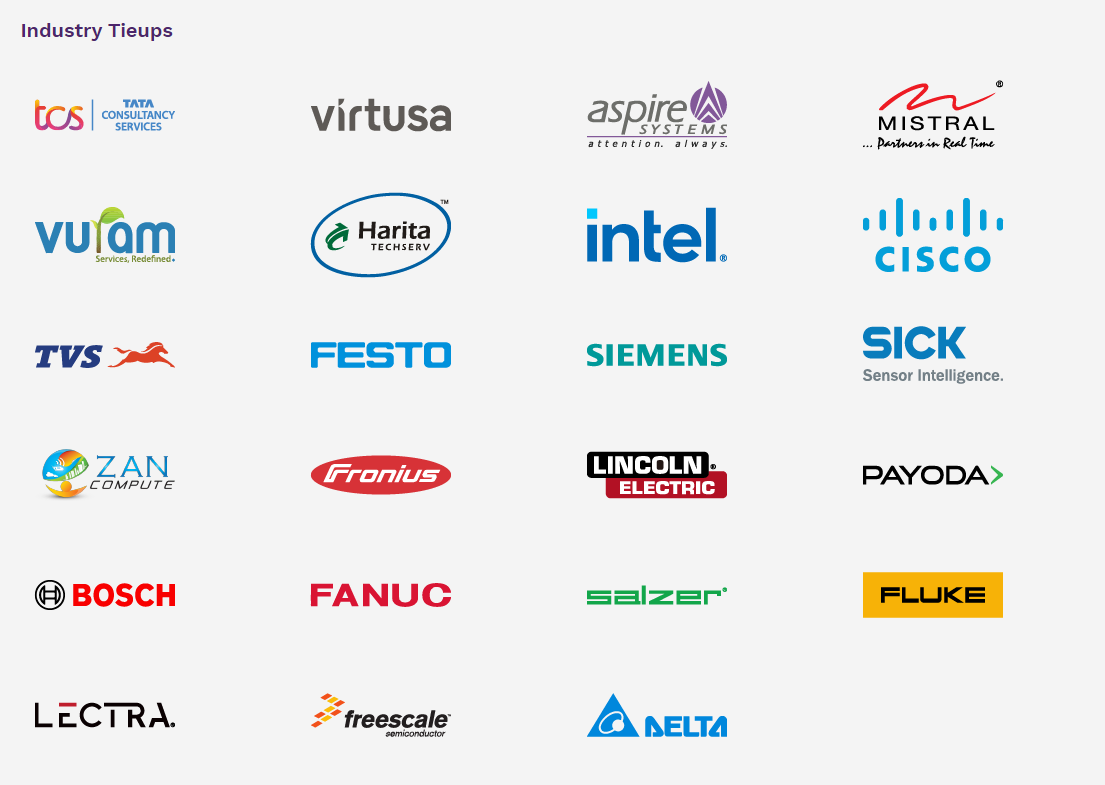 Industry Tieups
tcs
TATA
CONSULTANCY
SERVICES
virtusa
aspire
SYSTEMS
attention. always.
®
MISTRAL
... Partners in Real Time
vuram
Services, Redefined
TM
Harita
TECHSERV
intel®
CISCO
TVS
FESTO
SIEMENS
SICK
Sensor Intelligence.
ZAN
COMPUTE
Fronius
LINCOLN®
ELECTRIC
PAYODA
BOSCH
FANUC
salzer®
FLUKE
LECTRA.
freescale™
semiconductor
DELTA